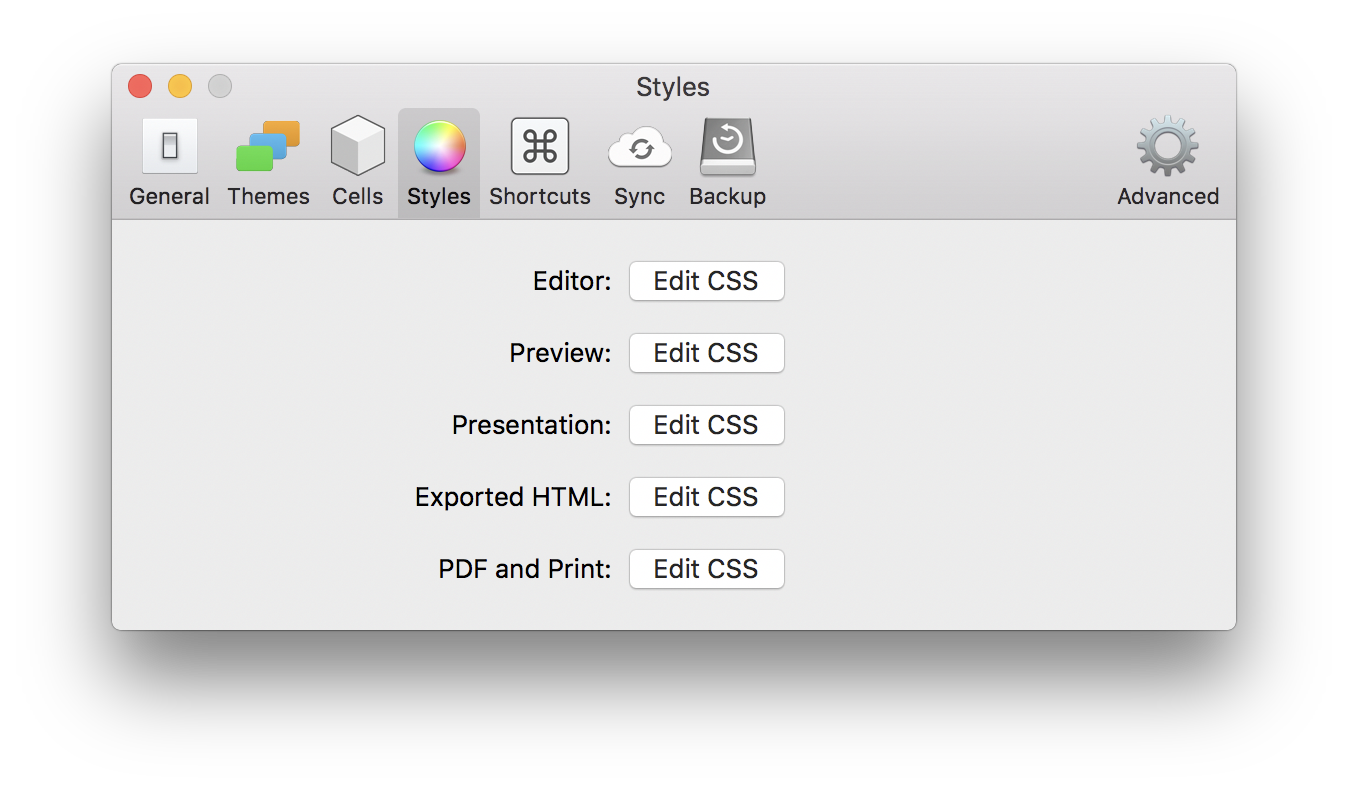 Styles
General Themes Cells Styles Shortcuts Sync Backup Advanced
Editor: Edit CSS
Preview: Edit CSS
Presentation: Edit CSS
Exported HTML: Edit CSS
PDF and Print: Edit CSS